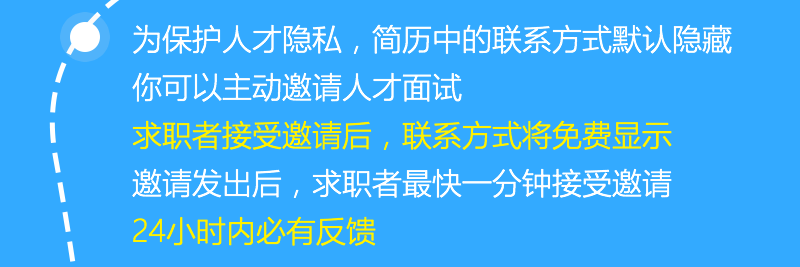 为保护人才隐私，简历中的联系方式默认隐藏
你可以主动邀请人才面试
求职者接受邀请后，联系方式将免费显示
邀请发出后，求职者最快一分钟接受邀请
24小时内必有反馈